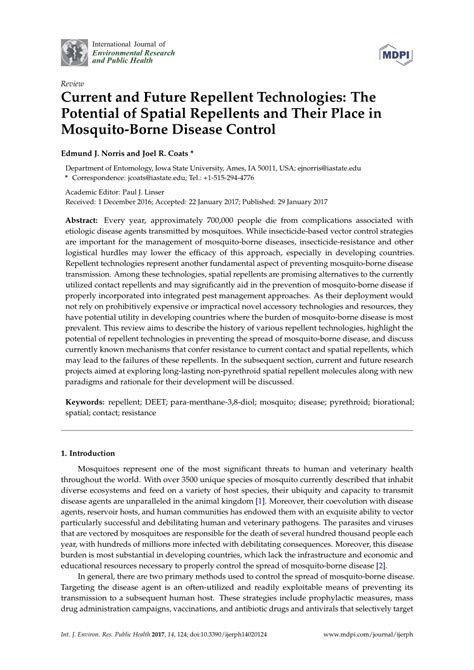 International Journal of
Environmental Research
and Public Health
MDPI
Review
Current and Future Repellent Technologies: The
Potential of Spatial Repellents and Their Place in
Mosquito-Borne Disease Control
Edmund J. Norris and Joel R. Coats *
Department of Entomology, Iowa State University, Ames, IA 50011, USA; ejnorris@iastate.edu
* Correspondence: jcoats@iastate.edu; Tel.: +1-515-294-4776
Academic Editor: Paul J. Linser
Received: 1 December 2016; Accepted: 22 January 2017; Published: 29 January 2017
Abstract: Every year, approximately 700,000 people die from complications associated with
etiologic disease agents transmitted by mosquitoes. While insecticide-based vector control strategies
are important for the management of mosquito-borne diseases, insecticide-resistance and other
logistical hurdles may lower the efficacy of this approach, especially in developing countries.
Repellent technologies represent another fundamental aspect of preventing mosquito-borne disease
transmission. Among these technologies, spatial repellents are promising alternatives to the currently
utilized contact repellents and may significantly aid in the prevention of mosquito-borne disease if
properly incorporated into integrated pest management approaches. As their deployment would
not rely on prohibitively expensive or impractical novel accessory technologies and resources, they
have potential utility in developing countries where the burden of mosquito-borne disease is most
prevalent. This review aims to describe the history of various repellent technologies, highlight the
potential of repellent technologies in preventing the spread of mosquito-borne disease, and discuss
currently known mechanisms that confer resistance to current contact and spatial repellents, which
may lead to the failures of these repellents. In the subsequent section, current and future research
projects aimed at exploring long-lasting non-pyrethroid spatial repellent molecules along with new
paradigms and rationale for their development will be discussed.
Keywords: repellent; DEET; para-menthane-3,8-diol; mosquito; disease; pyrethroid; biorational;
spatial; contact; resistance
1. Introduction
Mosquitoes represent one of the most significant threats to human and veterinary health
throughout the world. With over 3500 unique species of mosquito currently described that inhabit
diverse ecosystems and feed on a variety of host species, their ubiquity and capacity to transmit
disease agents are unparalleled in the animal kingdom [1]. Moreover, their coevolution with disease
agents, reservoir hosts, and human communities has endowed them with an exquisite ability to vector
particularly successful and debilitating human and veterinary pathogens. The parasites and viruses
that are vectored by mosquitoes are responsible for the death of several hundred thousand people each
year, with hundreds of millions more infected with debilitating consequences. Moreover, this disease
burden is most substantial in developing countries, which lack the infrastructure and economic and
educational resources necessary to properly control the spread of mosquito-borne disease [2].
In general, there are two primary methods used to control the spread of mosquito-borne disease.
Targeting the disease agent is an often-utilized and readily exploitable means of preventing its
transmission to a subsequent human host. These strategies include prophylactic measures, mass
drug administration campaigns, vaccinations, and antibiotic drugs and antivirals that selectively target
Int. J. Environ. Res. Public Health 2017, 14, 124; doi:10.3390/ijerph14020124
www.mdpi.com/journal/ijerph